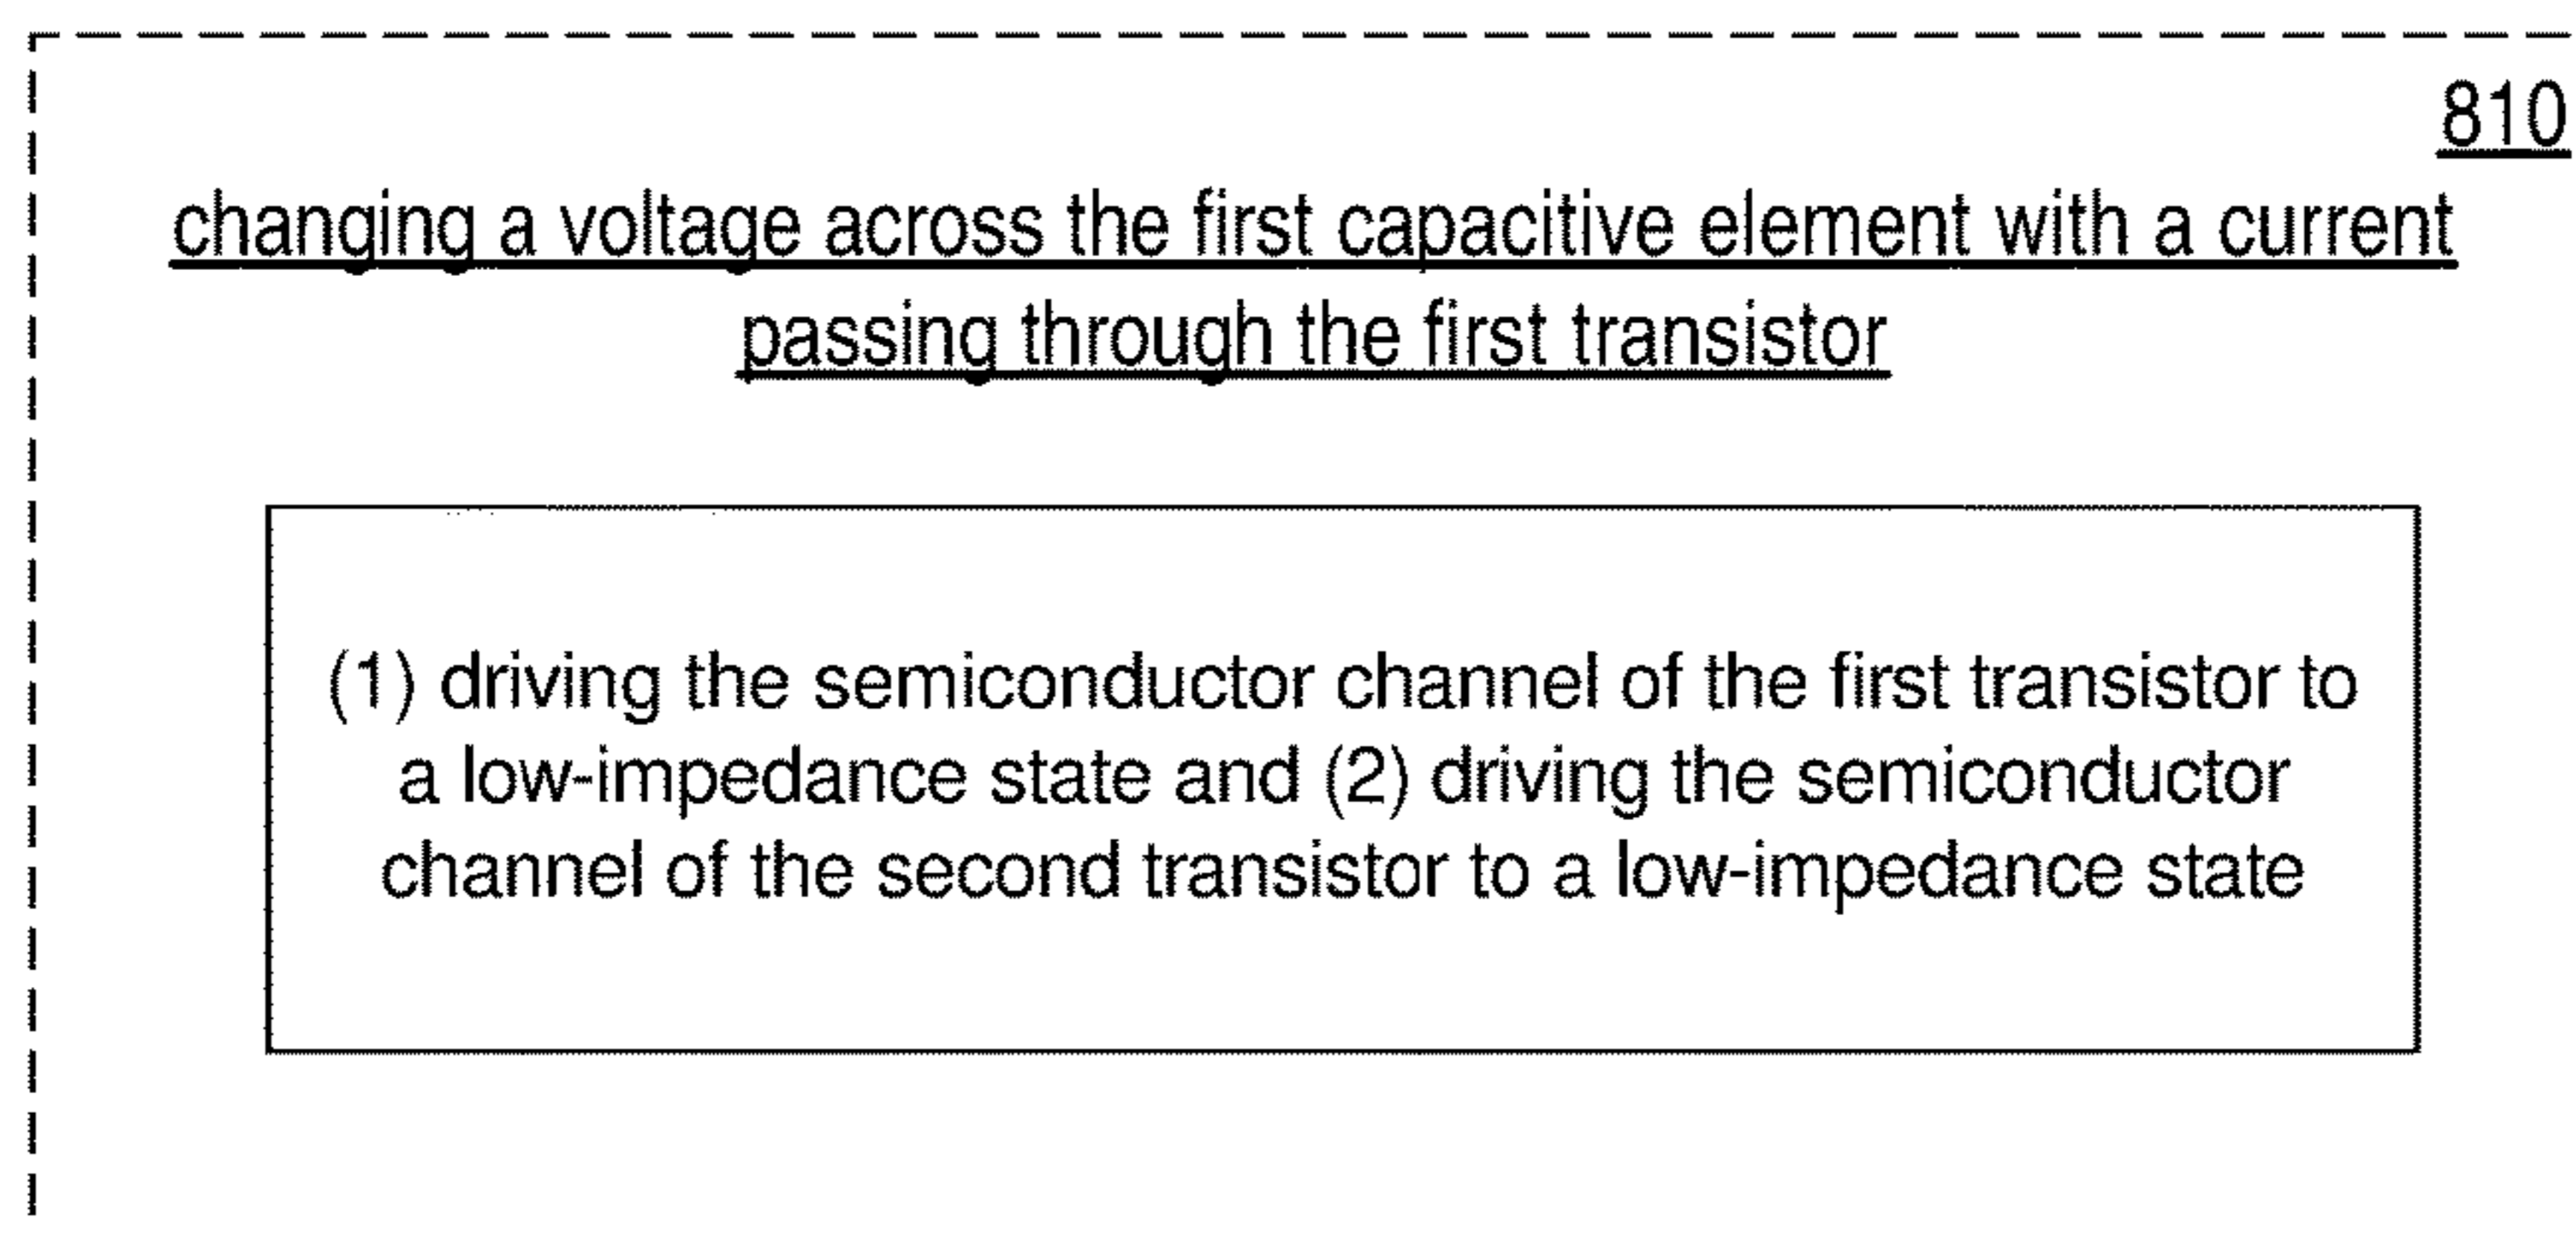 810
changing a voltage across the first capacitive element with a current
passing through the first transistor
(1) driving the semiconductor channel of the first transistor to
a low-impedance state and (2) driving the semiconductor
channel of the second transistor to a low-impedance state